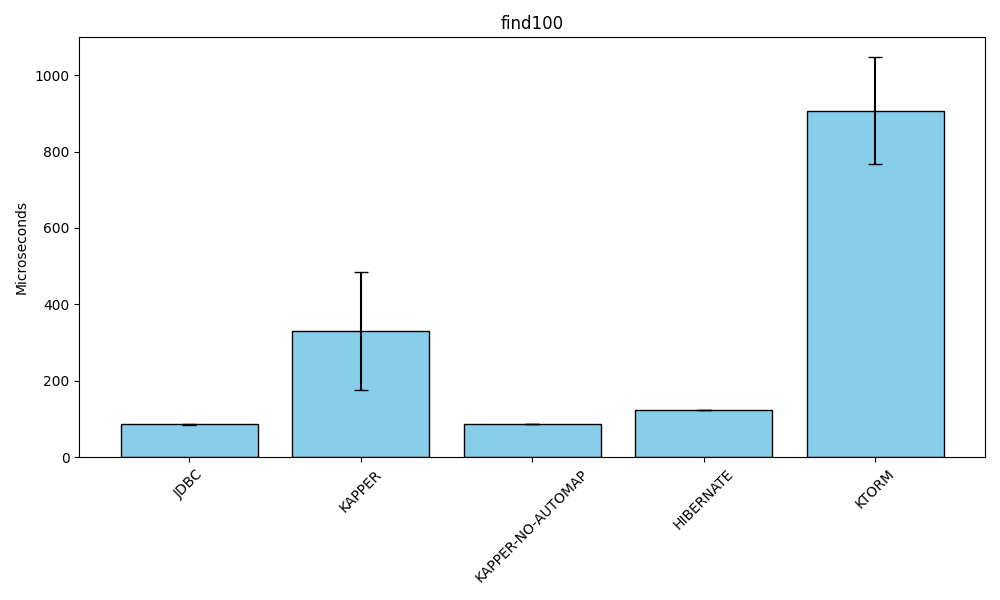 find100
Microseconds
1000
800
600
400
200
0
JDBC
KAPPER
KAPPER-NO-AUTOMAP
HIBERNATE
KTORM